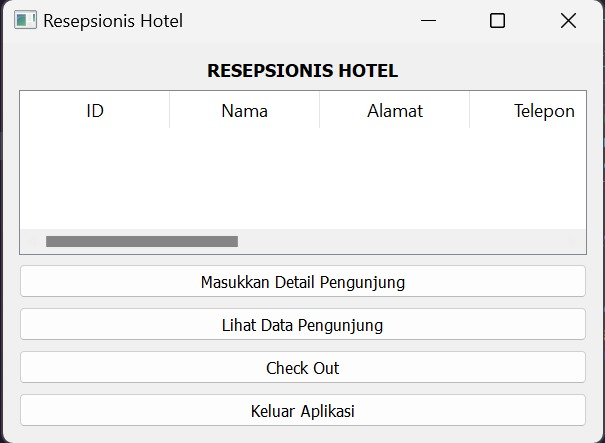 Resepsionis Hotel
RESEPSIONIS HOTEL
ID Nama Alamat Telepon
Masukkan Detail Pengunjung
Lihat Data Pengunjung
Check Out
Keluar Aplikasi